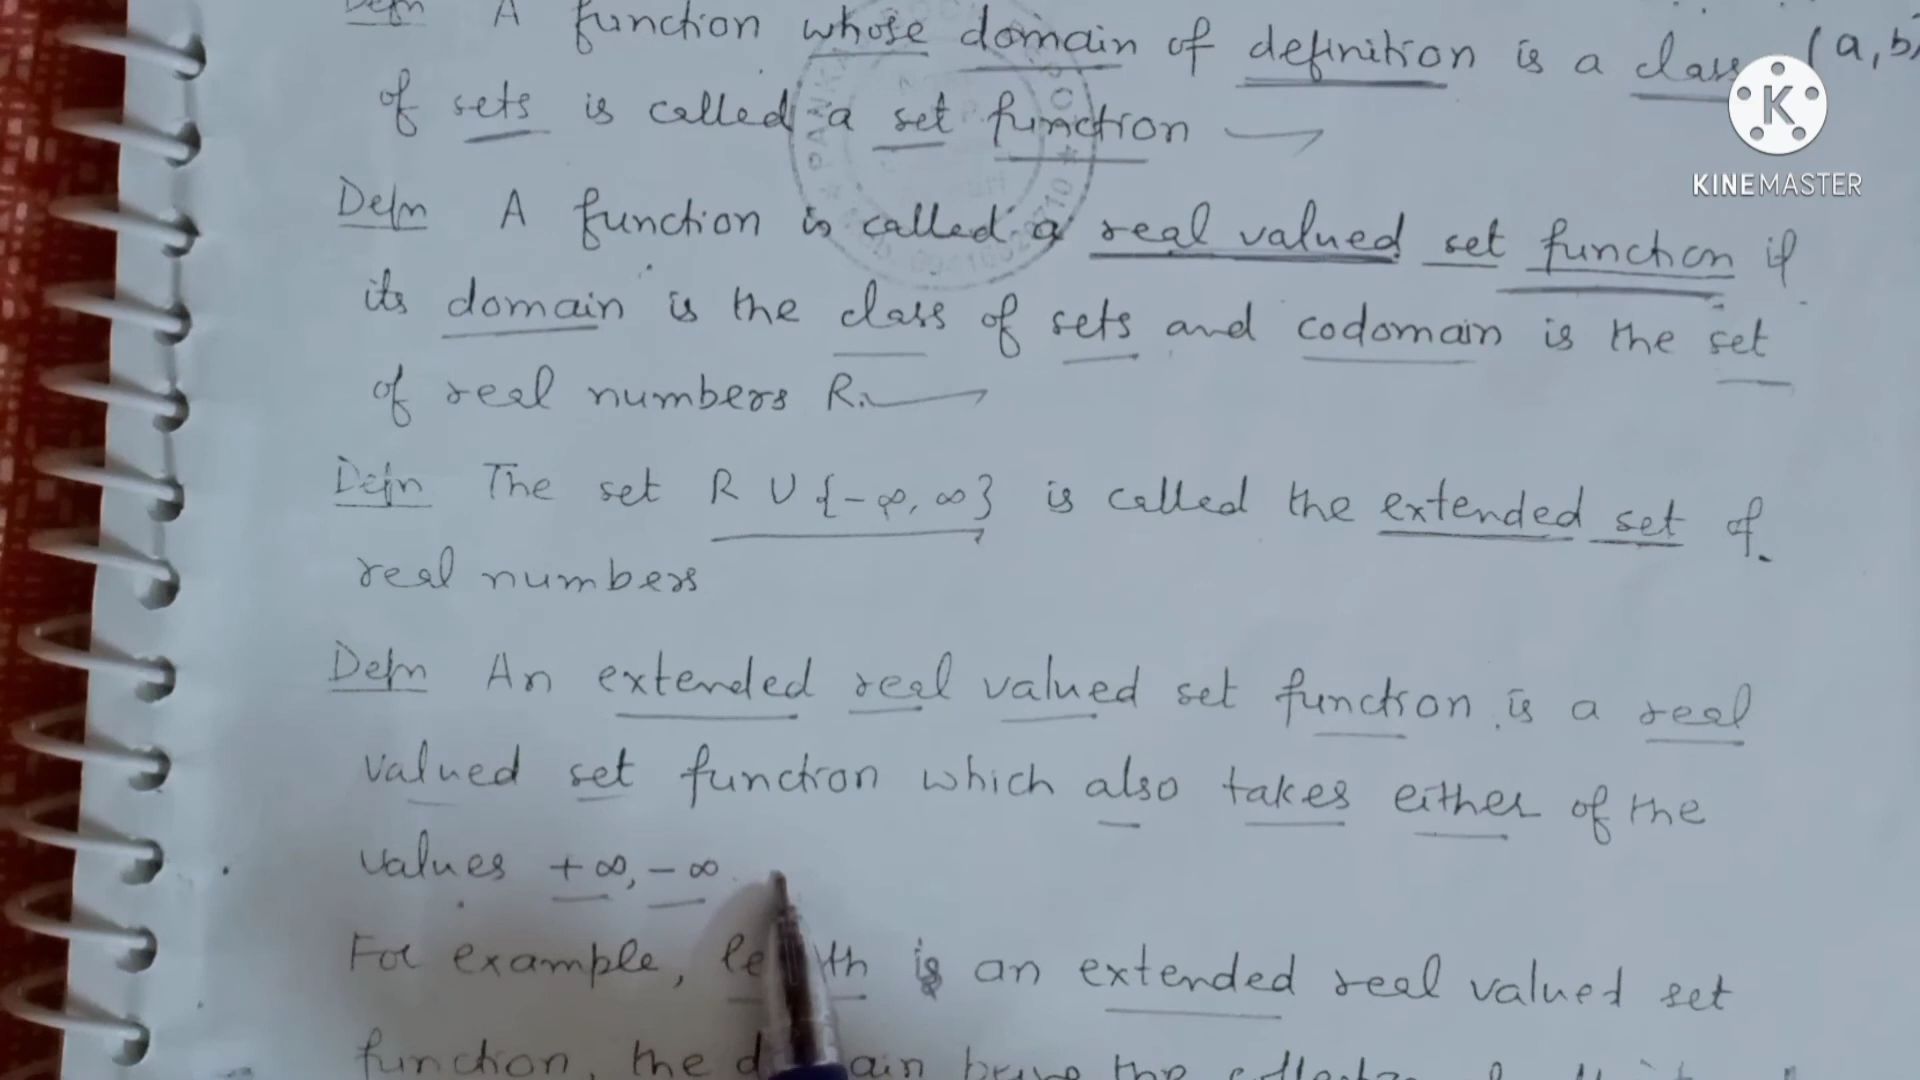 Defn A function whose domain of definition is a class (a, b)
of sets is called a set function
KINEMASTER
Defn A function is called a real valued set function if
its domain is the class of sets and codomain is the set
of real numbers R.
Defn The set R U {-∞, ∞} is called the extended set of
real numbers
Defn An extended real valued set function is a real
valued set function which also takes either of the
values +∞, -∞
For example, length is an extended real valued set
function, the domain being the